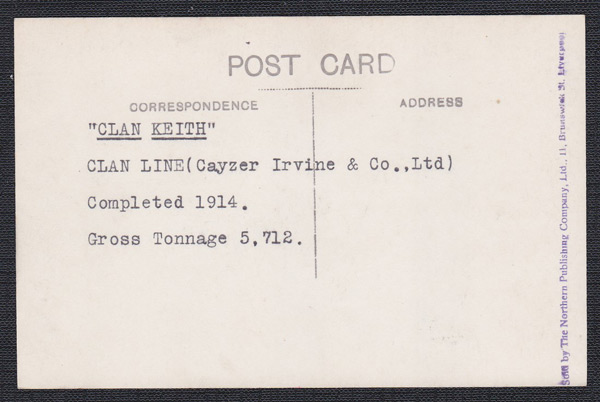 POST CARD
CORRESPONDENCE
ADDRESS
"CLAN KEITH"
CLAN LINE(Cayzer Irvine & Co.,Ltd)
Completed 1914.
Gross Tonnage 5,712.
Sold by The Northern Publishing Company, Ltd., 11, Brunswick St. Liverpool